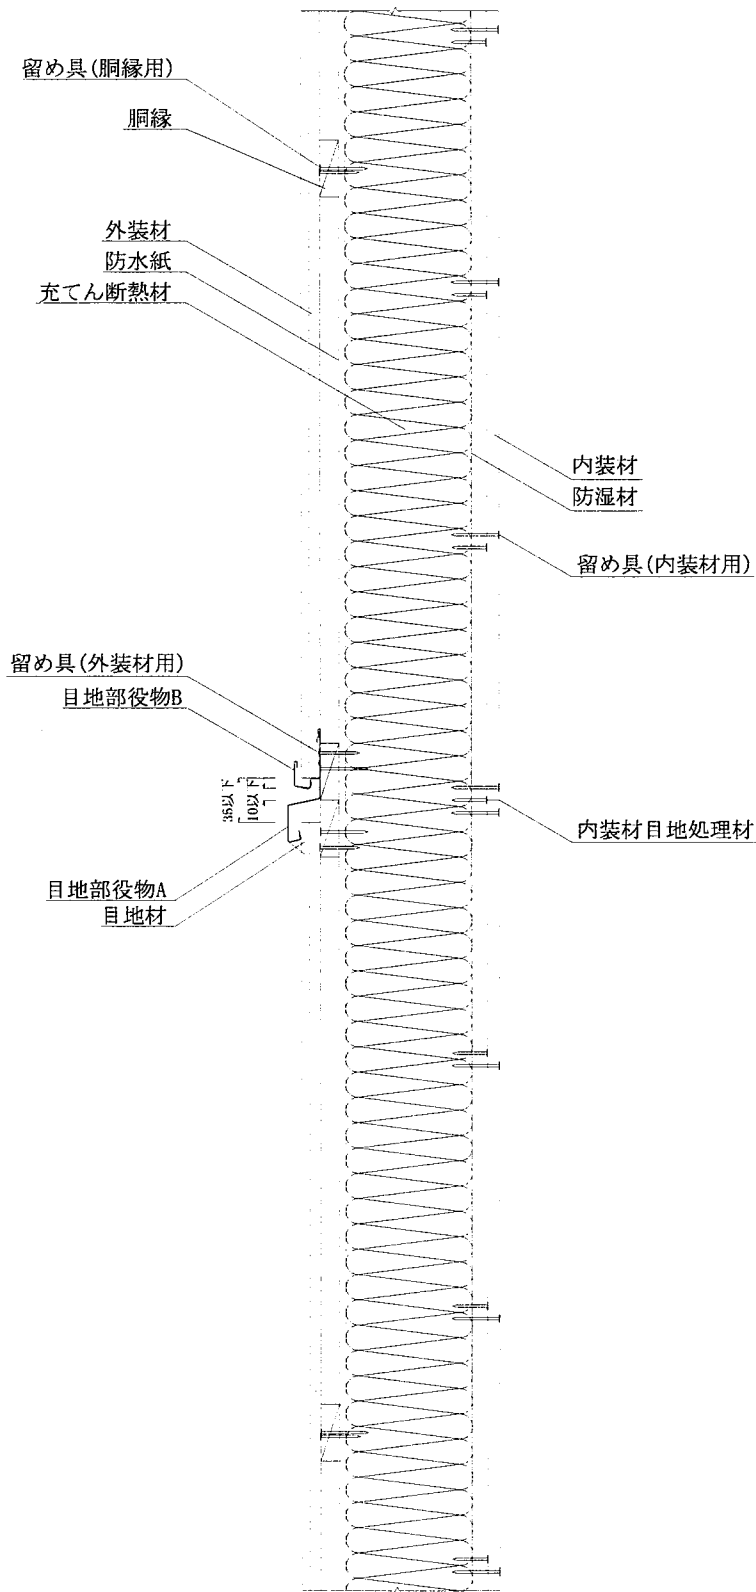 留め具(胴縁用)
胴縁
外装材
防水紙
充てん断熱材
内装材
防湿材
留め具(内装材用)
留め具(外装材用)
目地部役物B
35以下
10以下
内装材目地処理材
目地部役物A
目地材